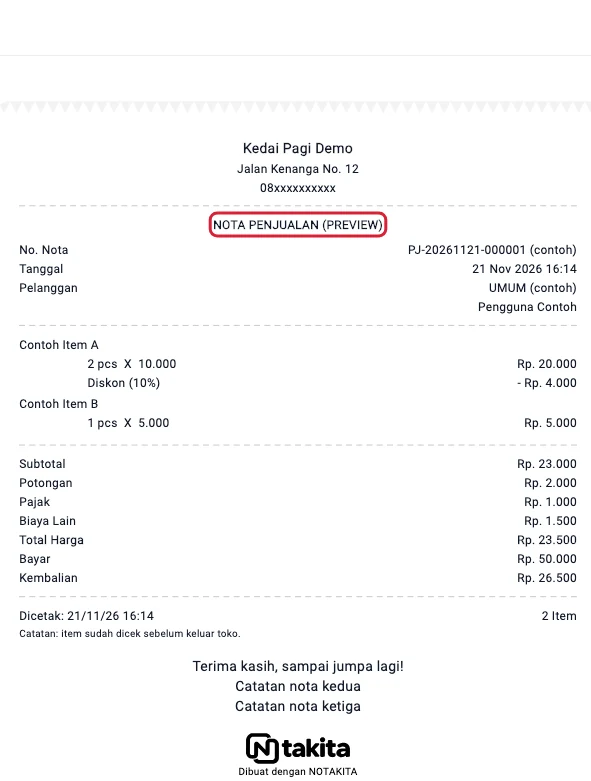 Kedai Pagi Demo
Jalan Kenanga No. 12
08xxxxxxxxxx
NOTA PENJUALAN (PREVIEW)
No. Nota PJ-20261121-000001 (contoh)
Tanggal 21 Nov 2026 16:14
Pelanggan UMUM (contoh)
Pengguna Contoh
Contoh Item A
2 pcs X 10.000 Rp. 20.000
Diskon (10%) - Rp. 4.000
Contoh Item B
1 pcs X 5.000 Rp. 5.000
Subtotal Rp. 23.000
Potongan Rp. 2.000
Pajak Rp. 1.000
Biaya Lain Rp. 1.500
Total Harga Rp. 23.500
Bayar Rp. 50.000
Kembalian Rp. 26.500
Dicetak: 21/11/26 16:14 2 Item
Catatan: item sudah dicek sebelum keluar toko.
Terima kasih, sampai jumpa lagi!
Catatan nota kedua
Catatan nota ketiga
N takita
Dibuat dengan NOTAKITA